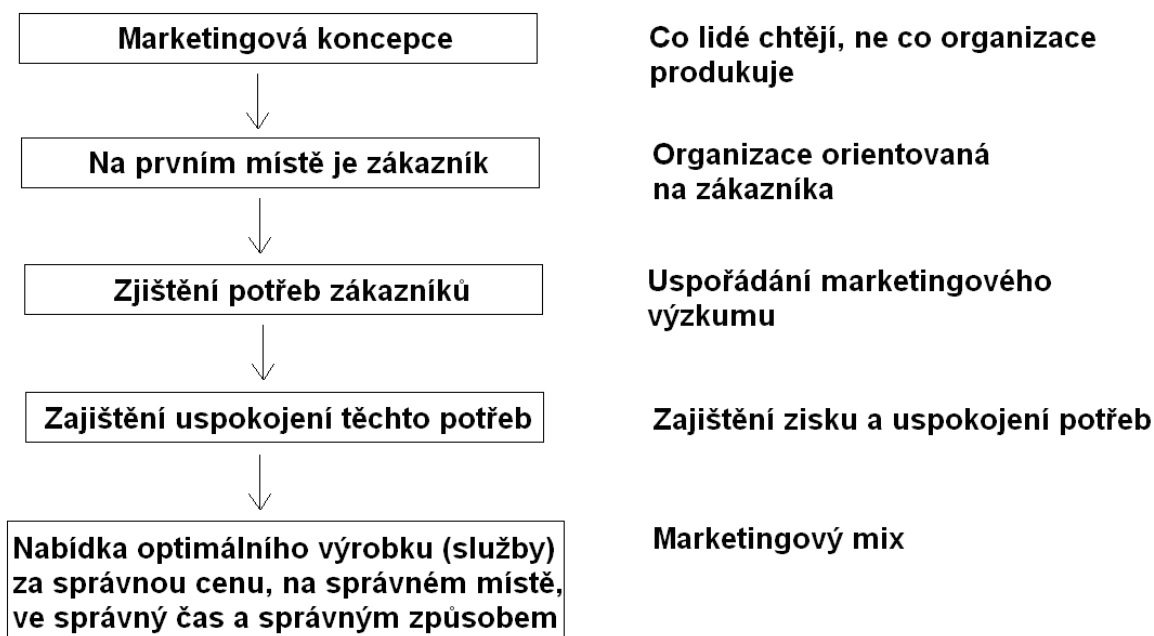 Marketingová koncepce
Co lidé chtějí, ne co organizace
produkuje
Na prvním místě je zákazník
Organizace orientovaná
na zákazníka
Zjištění potřeb zákazníků
Uspořádání marketingového
výzkumu
Zajištění uspokojení těchto potřeb
Zajištění zisku a uspokojení potřeb
Nabídka optimálního výrobku (služby)
za správnou cenu, na správném místě,
ve správný čas a správným způsobem
Marketingový mix